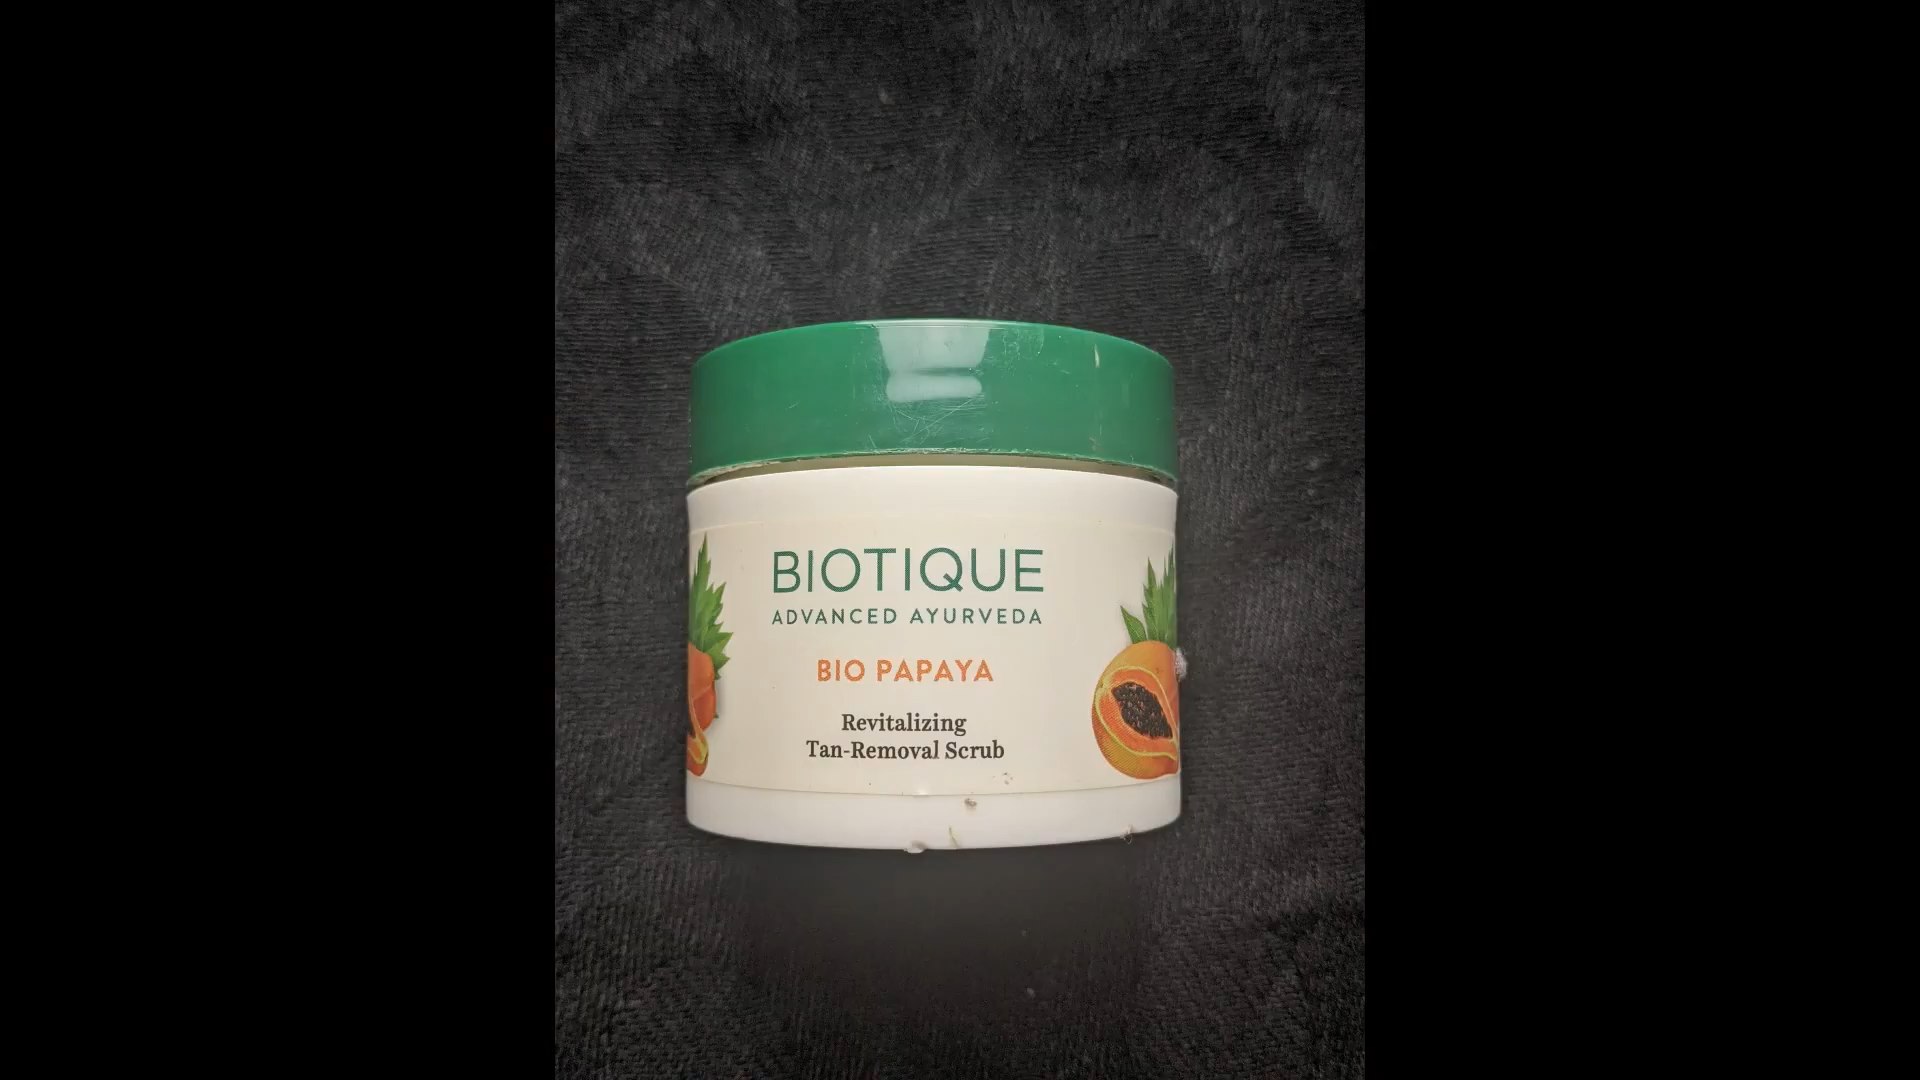 BIOTIQUE
ADVANCED AYURVEDA
BIO PAPAYA
Revitalizing
Tan-Removal Scrub